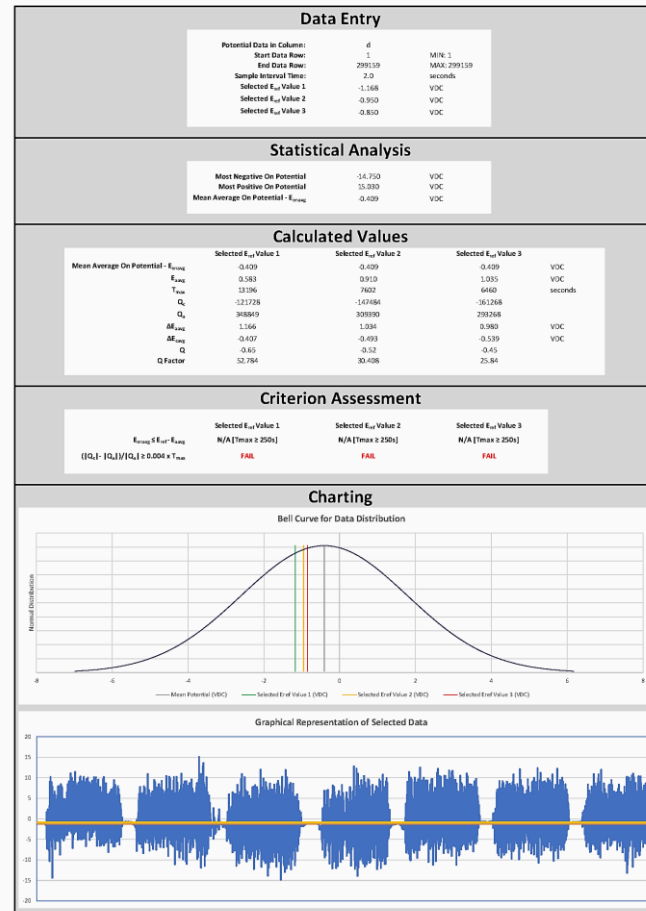 Data Entry
Potential Data in Column: d
Start Data Row: 1 MIN: 1
End Data Row: 299159 MAX: 299159
Sample Interval Time: 2.0 seconds
Selected Eref Value 1 -1.168 VDC
Selected Eref Value 2 -0.950 VDC
Selected Eref Value 3 -0.850 VDC
Statistical Analysis
Most Negative On Potential -14.750 VDC
Most Positive On Potential 15.030 VDC
Mean Average On Potential - Emavg -0.409 VDC
Calculated Values
Selected Eref Value 1 Selected Eref Value 2 Selected Eref Value 3
Mean Average On Potential - Emavg -0.409 -0.409 -0.409 VDC
0.583 0.910 1.035 VDC
Tmax 13196 7602 6460 seconds
Qc -121728 -147484 -161268
Qa 348849 309390 293268
1.166 1.034 0.980 VDC
-0.407 -0.493 -0.539 VDC
Q -0.65 -0.52 -0.45
Q Factor 52.784 30.408 25.84
Criterion Assessment
Selected Eref Value 1 Selected Eref Value 2 Selected Eref Value 3
N/A [Tmax ≥ 250s] N/A [Tmax ≥ 250s] N/A [Tmax ≥ 250s]
(|Qc| - |Qa|)/|Qa| ≥ 0.004 x Tmax FAIL FAIL FAIL
Charting
Bell Curve for Data Distribution
Normal Distribution
-8 -6 -4 -2 0 2 4 6 8
Mean Potential (VDC) Selected Eref Value 1 (VDC) Selected Eref Value 2 (VDC) Selected Eref Value 3 (VDC)
Graphical Representation of Selected Data
20
15
10
5
0
-5
-10
-15
-20